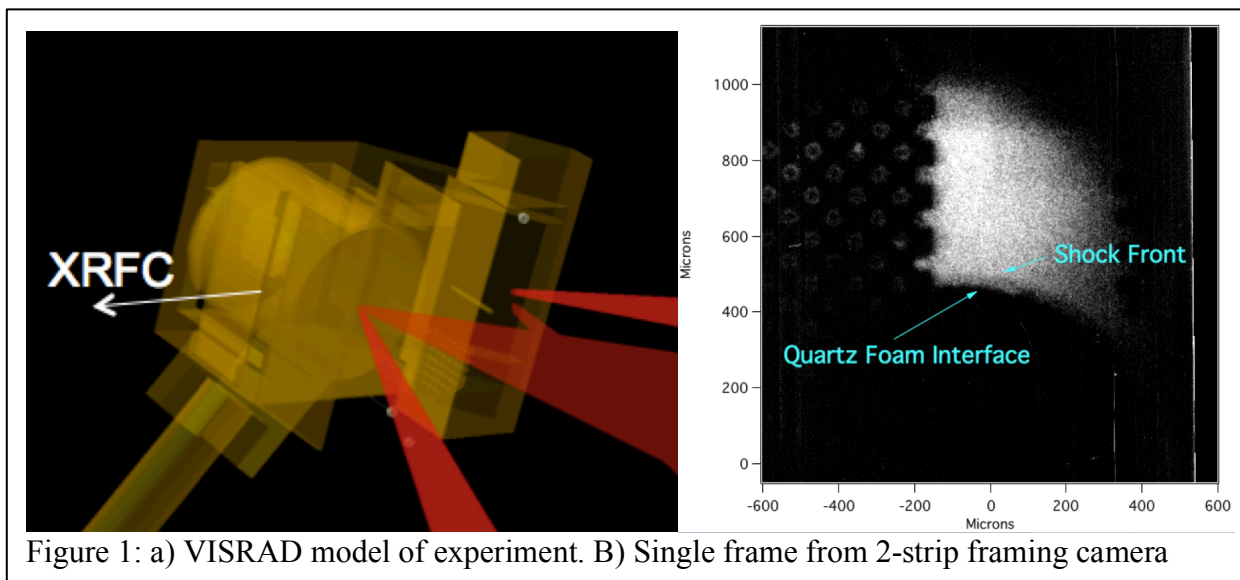 XRFC
1000
800
Microns
600
400
200
0
Shock Front
Quartz Foam Interface
-600
-400
-200
0
200
400
600
Microns
Figure 1: a) VISRAD model of experiment. B) Single frame from 2-strip framing camera